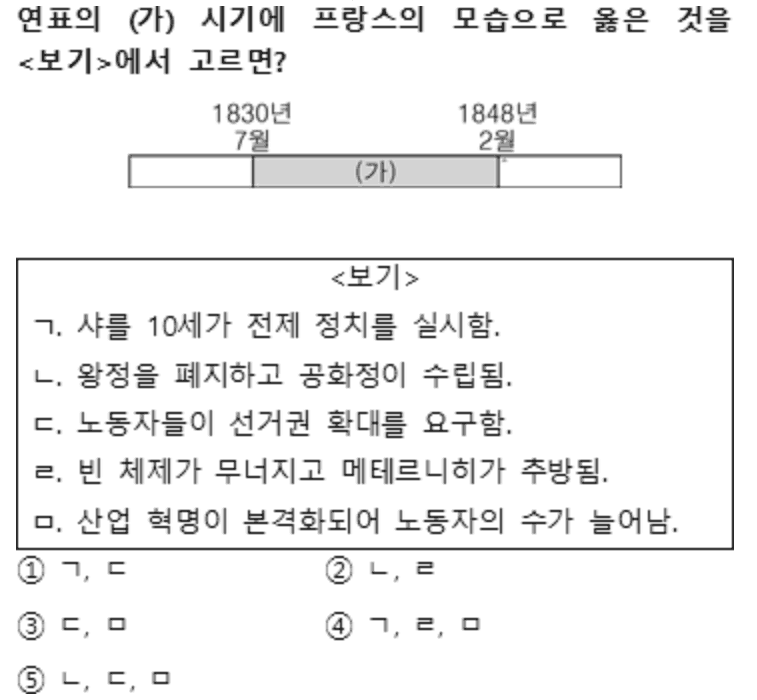 연표의 (가) 시기에 프랑스의 모습으로 옳은 것을
<보기>에서 고르면?
1830년 1848년
7월 2월
(가)
<보기>
ㄱ. 샤를 10세가 전제 정치를 실시함.
ㄴ. 왕정을 폐지하고 공화정이 수립됨.
ㄷ. 노동자들이 선거권 확대를 요구함.
ㄹ. 빈 체제가 무너지고 메테르니히가 추방됨.
ㅁ. 산업 혁명이 본격화되어 노동자의 수가 늘어남.
① ㄱ, ㄷ ② ㄴ, ㄹ
③ ㄷ, ㅁ ④ ㄱ, ㄹ, ㅁ
⑤ ㄴ, ㄷ, ㅁ